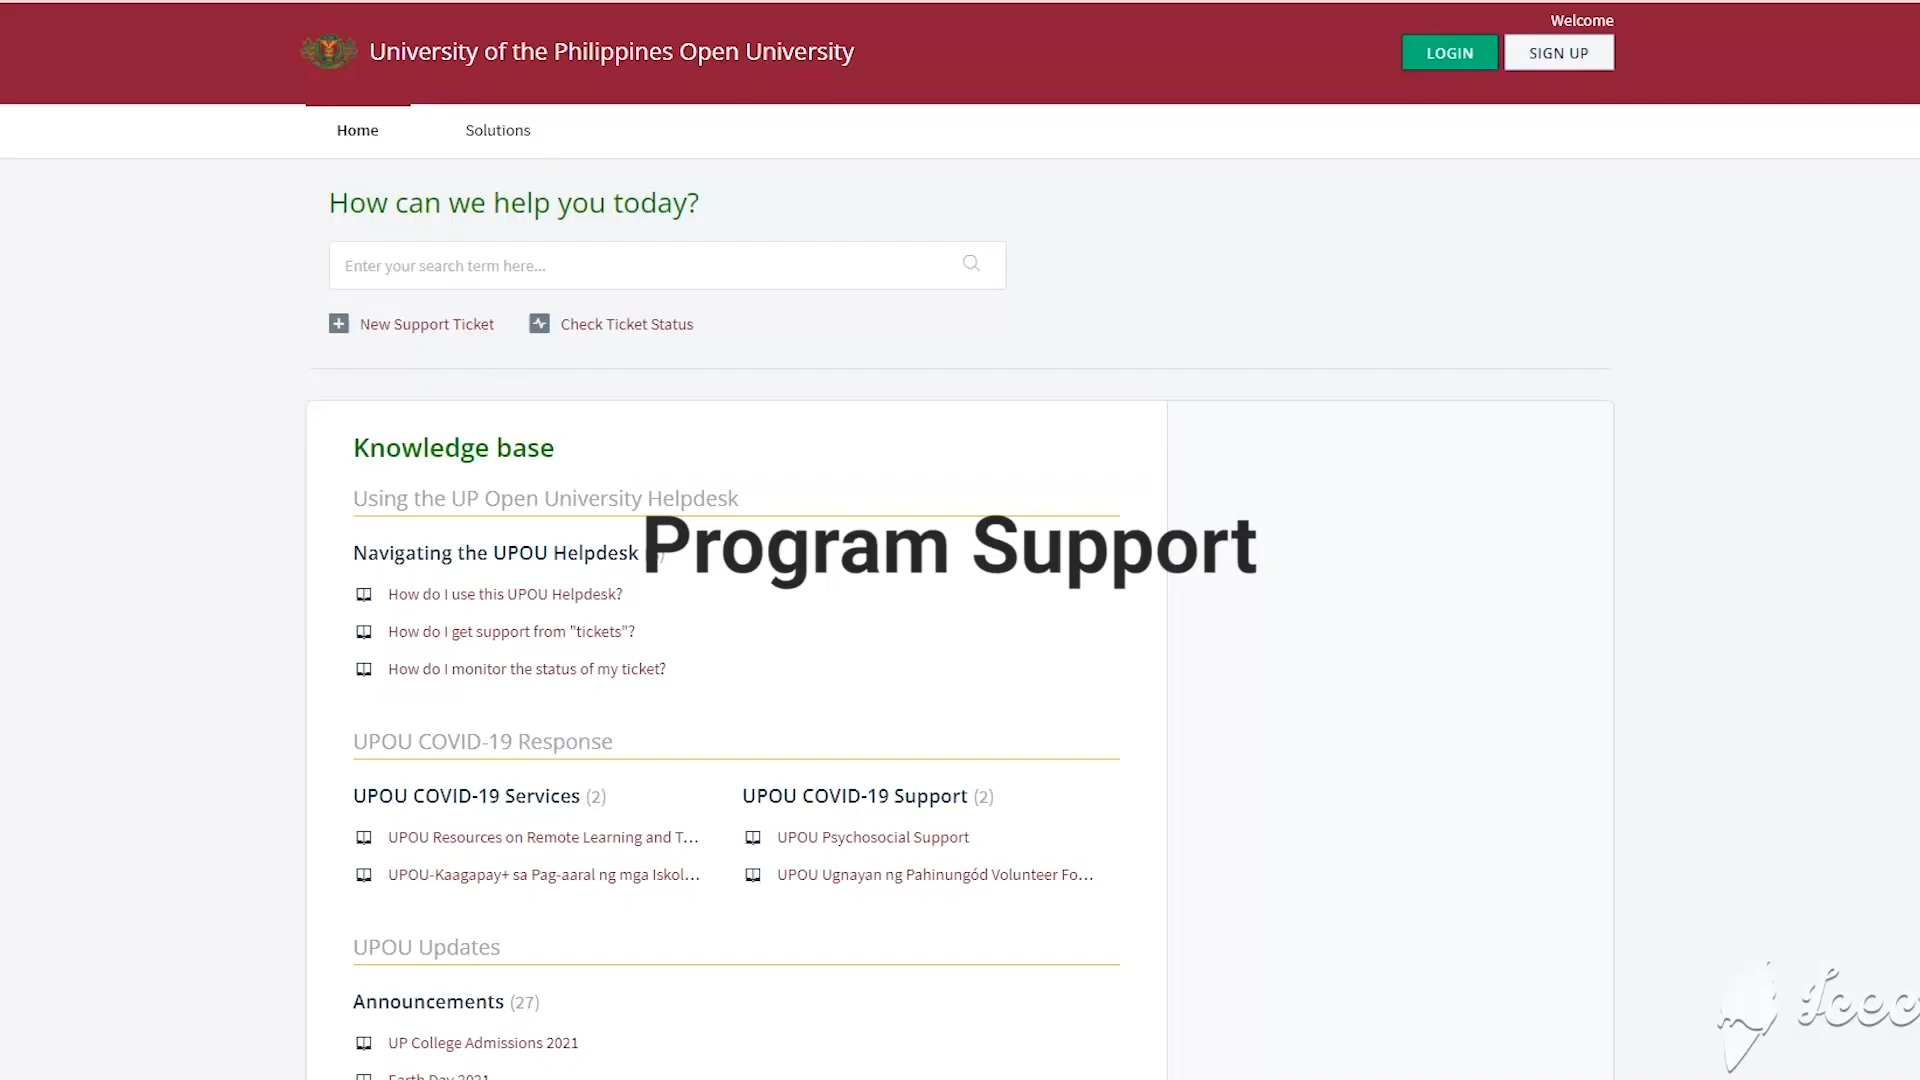 Welcome
University of the Philippines Open University
LOGIN
SIGN UP
Home
Solutions
How can we help you today?
Enter your search term here...
New Support Ticket
Check Ticket Status
Knowledge base
Using the UP Open University Helpdesk
Navigating the UPOU Helpdesk
Program Support
How do I use this UPOU Helpdesk?
How do I get support from "tickets"?
How do I monitor the status of my ticket?
UPOU COVID-19 Response
UPOU COVID-19 Services (2)
UPOU COVID-19 Support (2)
UPOU Resources on Remote Learning and T...
UPOU Psychosocial Support
UPOU-Kaagapay+ sa Pag-aaral ng mga Iskol...
UPOU Ugnayan ng Pahinungód Volunteer Fo...
UPOU Updates
Announcements (27)
UP College Admissions 2021
Earth Day 2021